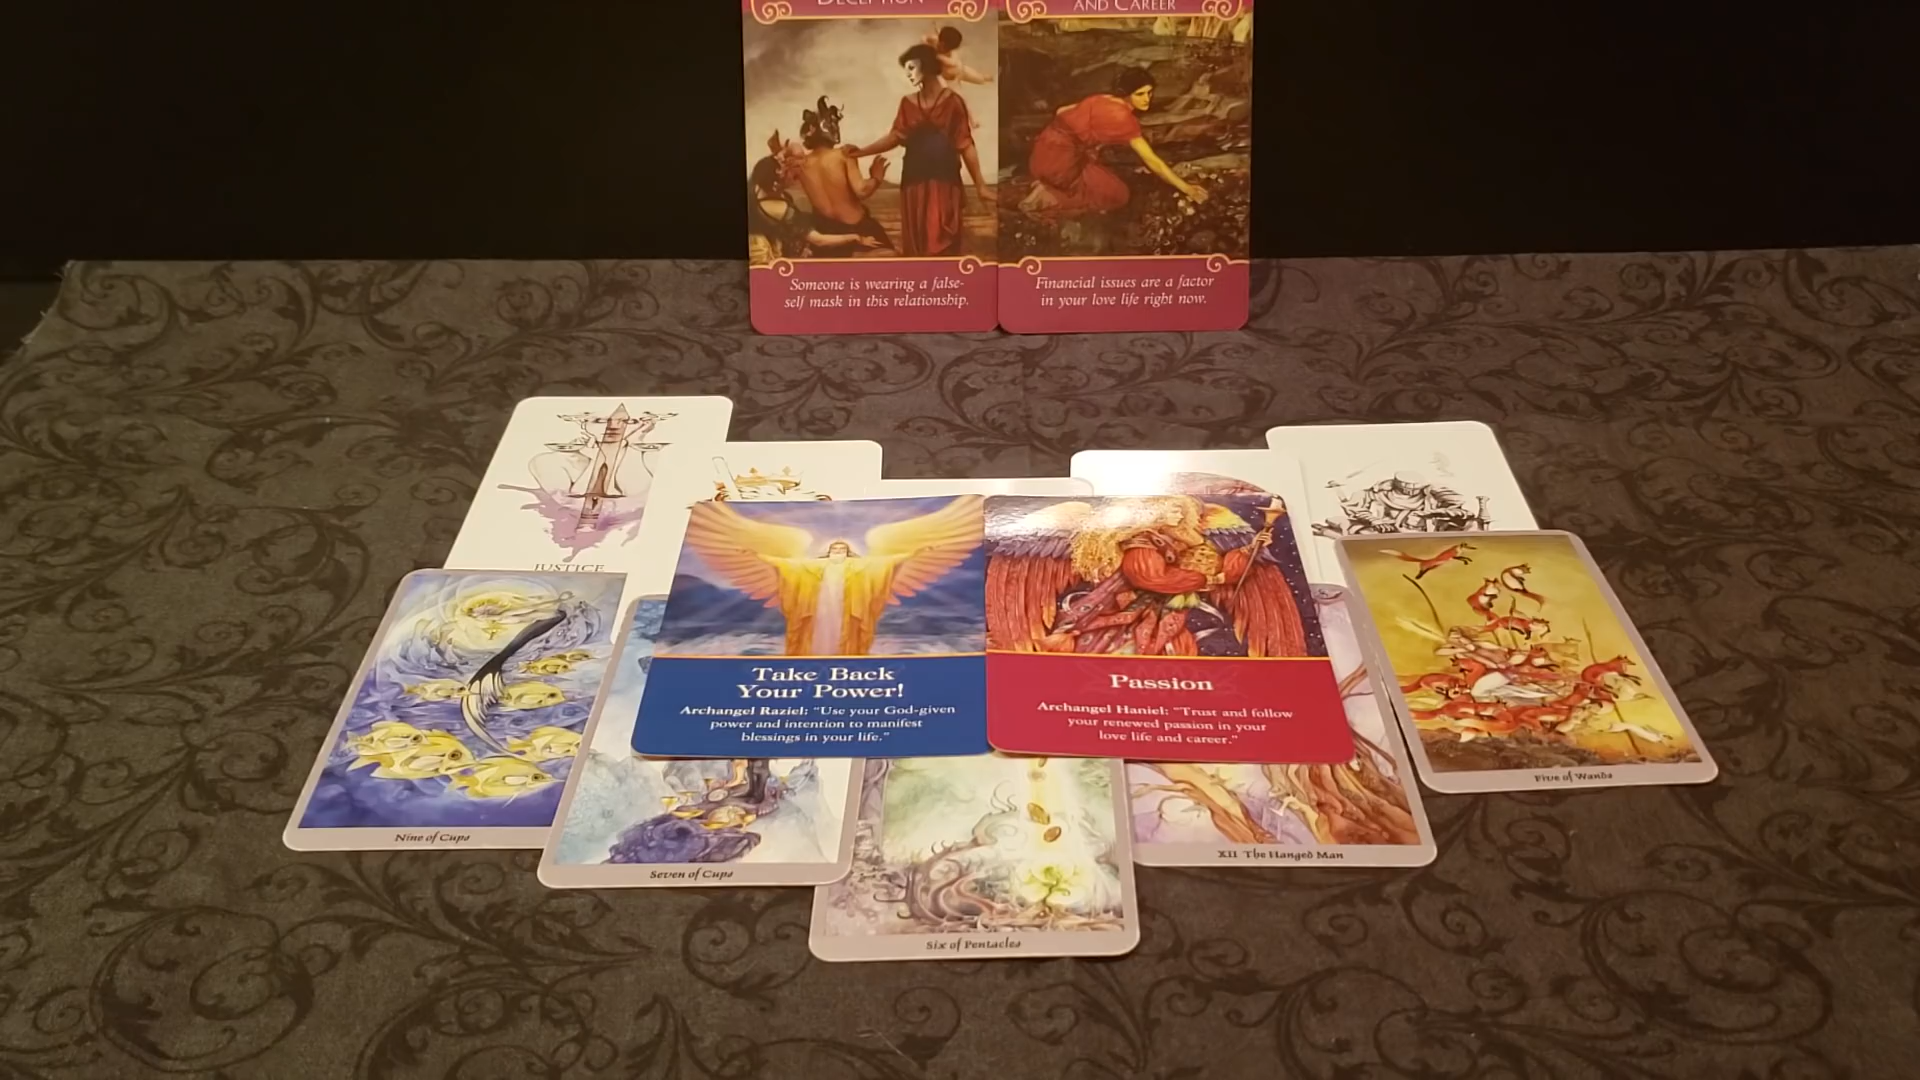 DECEPTION
AND CAREER
Someone is wearing a false-
self mask in this relationship.
Financial issues are a factor
in your love life right now.
JUSTICE
Take Back
Your Power!
Archangel Raziel: "Use your God-given
power and intention to manifest
blessings in your life."
Passion
Archangel Haniel: "Trust and follow
your renewed passion in your
love life and career."
Nine of Cups
Seven of Cups
Six of Pentacles
XII The Hanged Man
Five of Wands